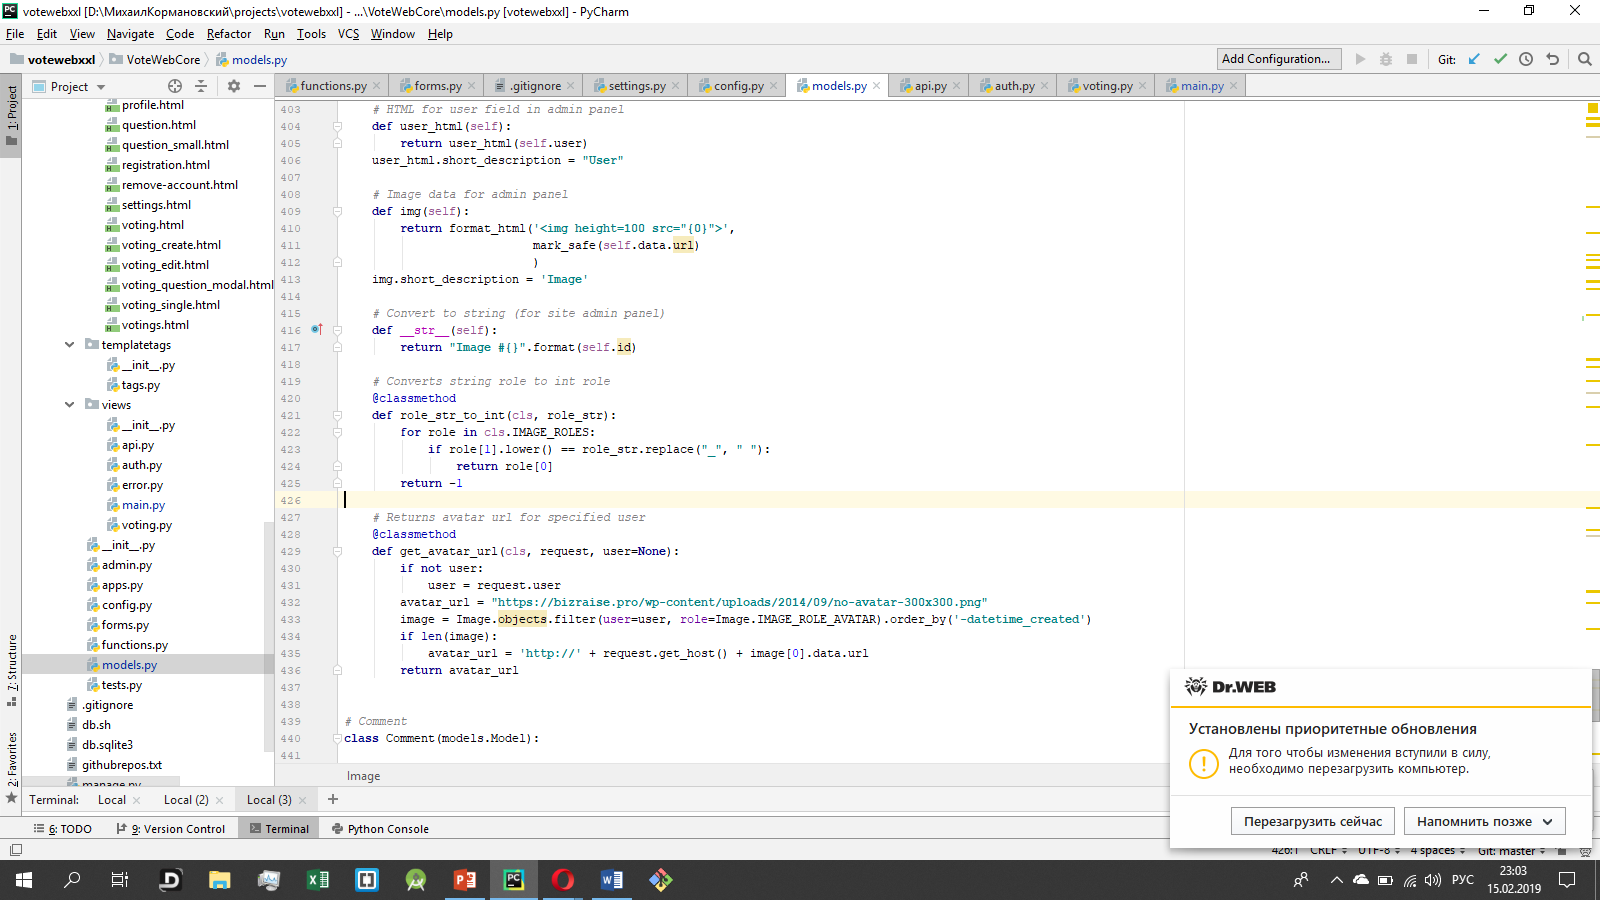 votewebxxl [D:\МихаилКормановский\projects\votewebxxl] - ...\VoteWebCore\models.py [votewebxxl] - PyCharm
File Edit View Navigate Code Refactor Run Tools VCS Window Help
votewebxxl VoteWebCore models.py Add Configuration... Git:
1: Project
Project
functions.py forms.py .gitignore settings.py config.py models.py api.py auth.py voting.py main.py
profile.html
question.html
question_small.html
registration.html
remove-account.html
settings.html
voting.html
voting_create.html
voting_edit.html
voting_question_modal.html
voting_single.html
votings.html
templatetags
__init__.py
tags.py
views
__init__.py
api.py
auth.py
error.py
main.py
voting.py
__init__.py
admin.py
apps.py
config.py
forms.py
functions.py
models.py
tests.py
.gitignore
db.sh
db.sqlite3
githubrepos.txt
manage.py
7: Structure
2: Favorites
403 # HTML for user field in admin panel
404 def user_html(self):
405 return user_html(self.user)
406 user_html.short_description = "User"
407
408 # Image data for admin panel
409 def img(self):
410 return format_html('<img height=100 src="{0}">',
411 mark_safe(self.data.url)
412 )
413 img.short_description = 'Image'
414
415 # Convert to string (for site admin panel)
416 def __str__(self):
417 return "Image #{}".format(self.id)
418
419 # Converts string role to int role
420 @classmethod
421 def role_str_to_int(cls, role_str):
422 for role in cls.IMAGE_ROLES:
423 if role[1].lower() == role_str.replace("_", " "):
424 return role[0]
425 return -1
426
427 # Returns avatar url for specified user
428 @classmethod
429 def get_avatar_url(cls, request, user=None):
430 if not user:
431 user = request.user
432 avatar_url = "https://bizraise.pro/wp-content/uploads/2014/09/no-avatar-300x300.png"
433 image = Image.objects.filter(user=user, role=Image.IMAGE_ROLE_AVATAR).order_by('-datetime_created')
434 if len(image):
435 avatar_url = 'http://' + request.get_host() + image[0].data.url
436 return avatar_url
437
438
439 # Comment
440 class Comment(models.Model):
441
Image
Dr.WEB
Установлены приоритетные обновления
Для того чтобы изменения вступили в силу,
необходимо перезагрузить компьютер.
Перезагрузить сейчас Напомнить позже
Terminal: Local Local (2) Local (3)
6: TODO 9: Version Control Terminal Python Console
426:1 CRLF UTF-8 4 spaces Git: master
РУС
23:03
15.02.2019